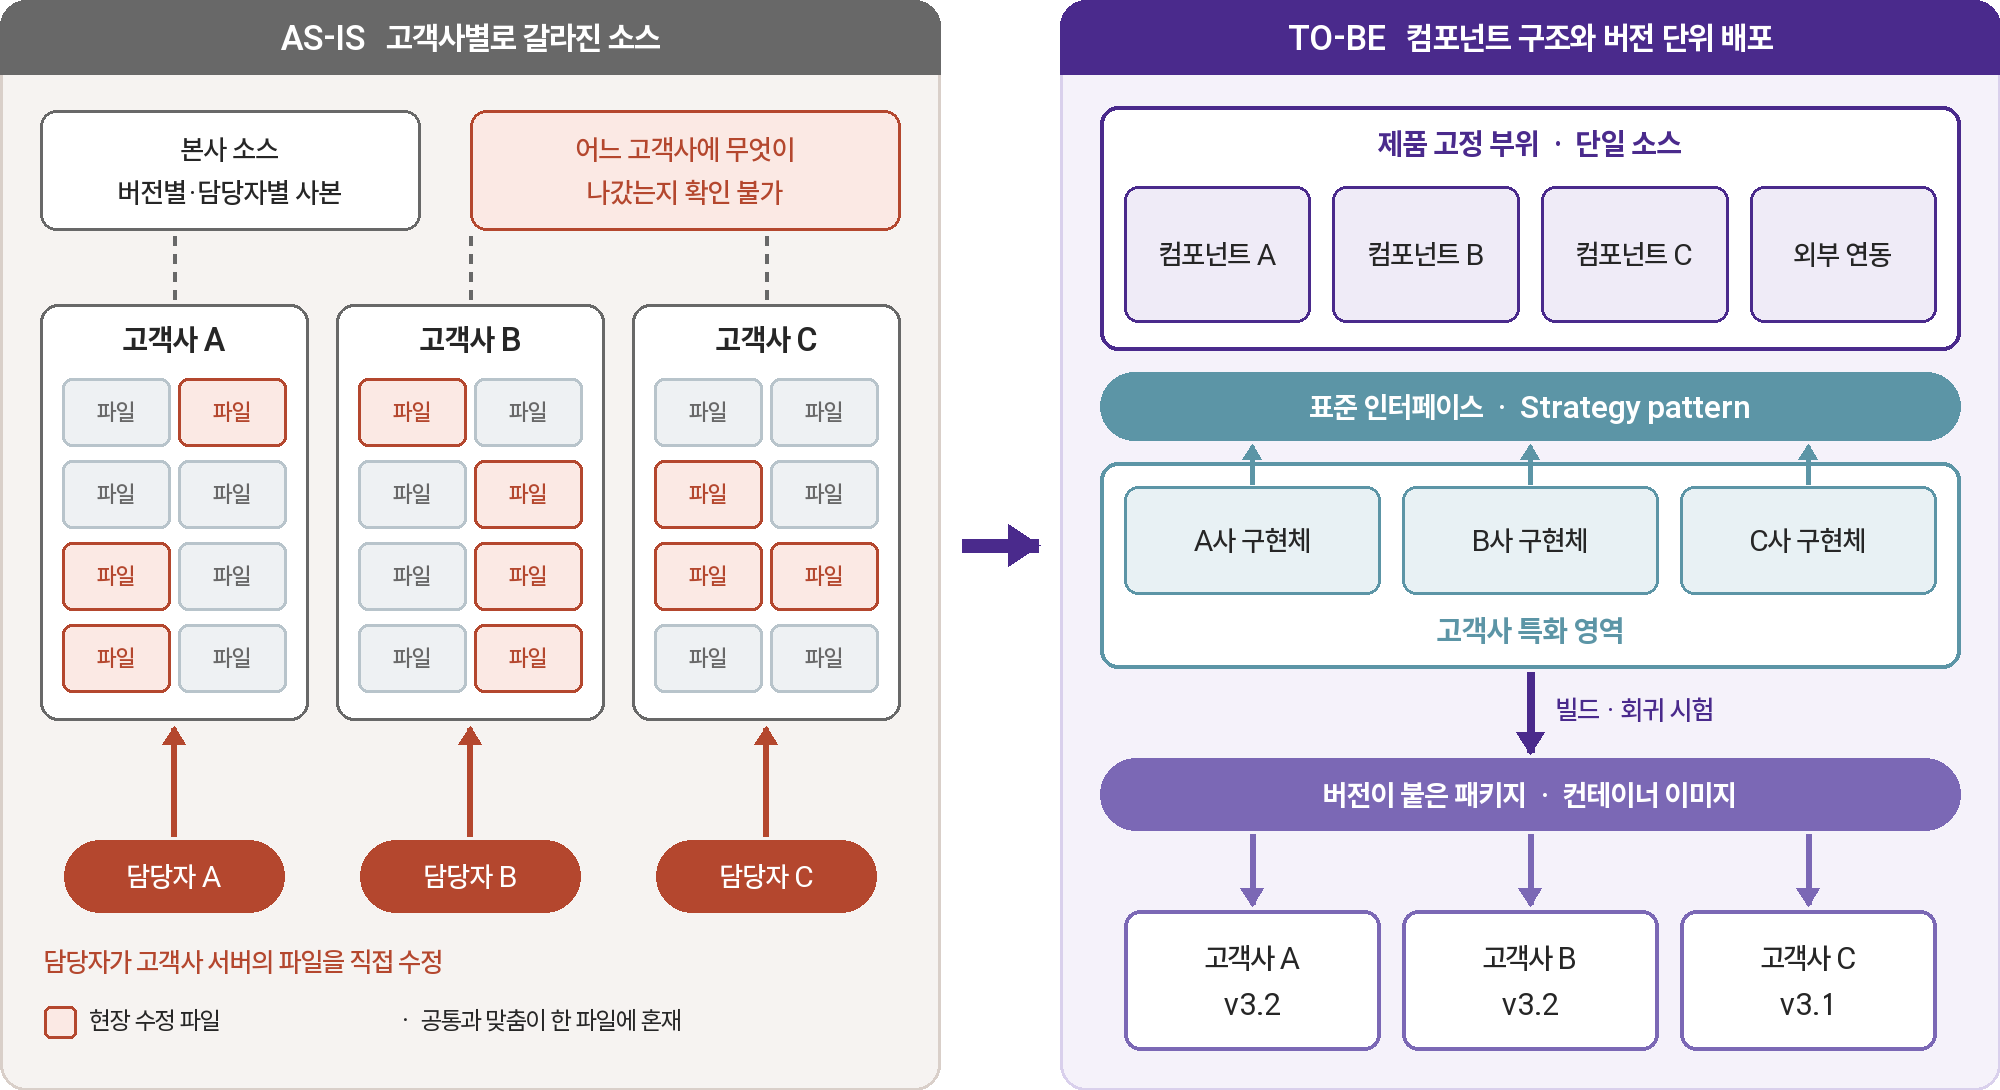 AS-IS 고객사별로 갈라진 소스
본사 소스
버전별·담당자별 사본
어느 고객사에 무엇이
나갔는지 확인 불가
고객사 A
파일 파일
파일 파일
파일 파일
파일 파일
고객사 B
파일 파일
파일 파일
파일 파일
파일 파일
고객사 C
파일 파일
파일 파일
파일 파일
파일 파일
담당자 A
담당자 B
담당자 C
담당자가 고객사 서버의 파일을 직접 수정
현장 수정 파일
· 공통과 맞춤이 한 파일에 혼재
TO-BE 컴포넌트 구조와 버전 단위 배포
제품 고정 부위 · 단일 소스
컴포넌트 A
컴포넌트 B
컴포넌트 C
외부 연동
표준 인터페이스 · Strategy pattern
A사 구현체
B사 구현체
C사 구현체
고객사 특화 영역
빌드 · 회귀 시험
버전이 붙은 패키지 · 컨테이너 이미지
고객사 A
v3.2
고객사 B
v3.2
고객사 C
v3.1